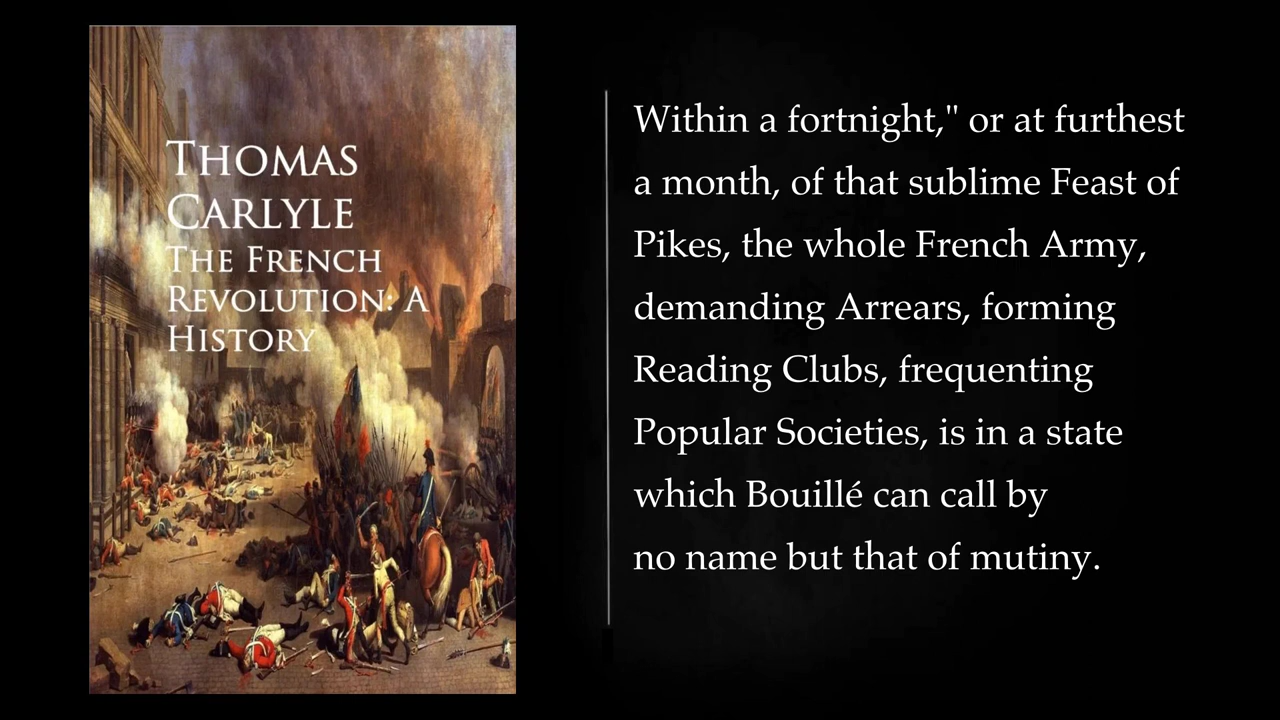 THOMAS
CARLYLE
THE FRENCH
REVOLUTION: A
HISTORY
Within a fortnight," or at furthest
a month, of that sublime Feast of
Pikes, the whole French Army,
demanding Arrears, forming
Reading Clubs, frequenting
Popular Societies, is in a state
which Bouillé can call by
no name but that of mutiny.